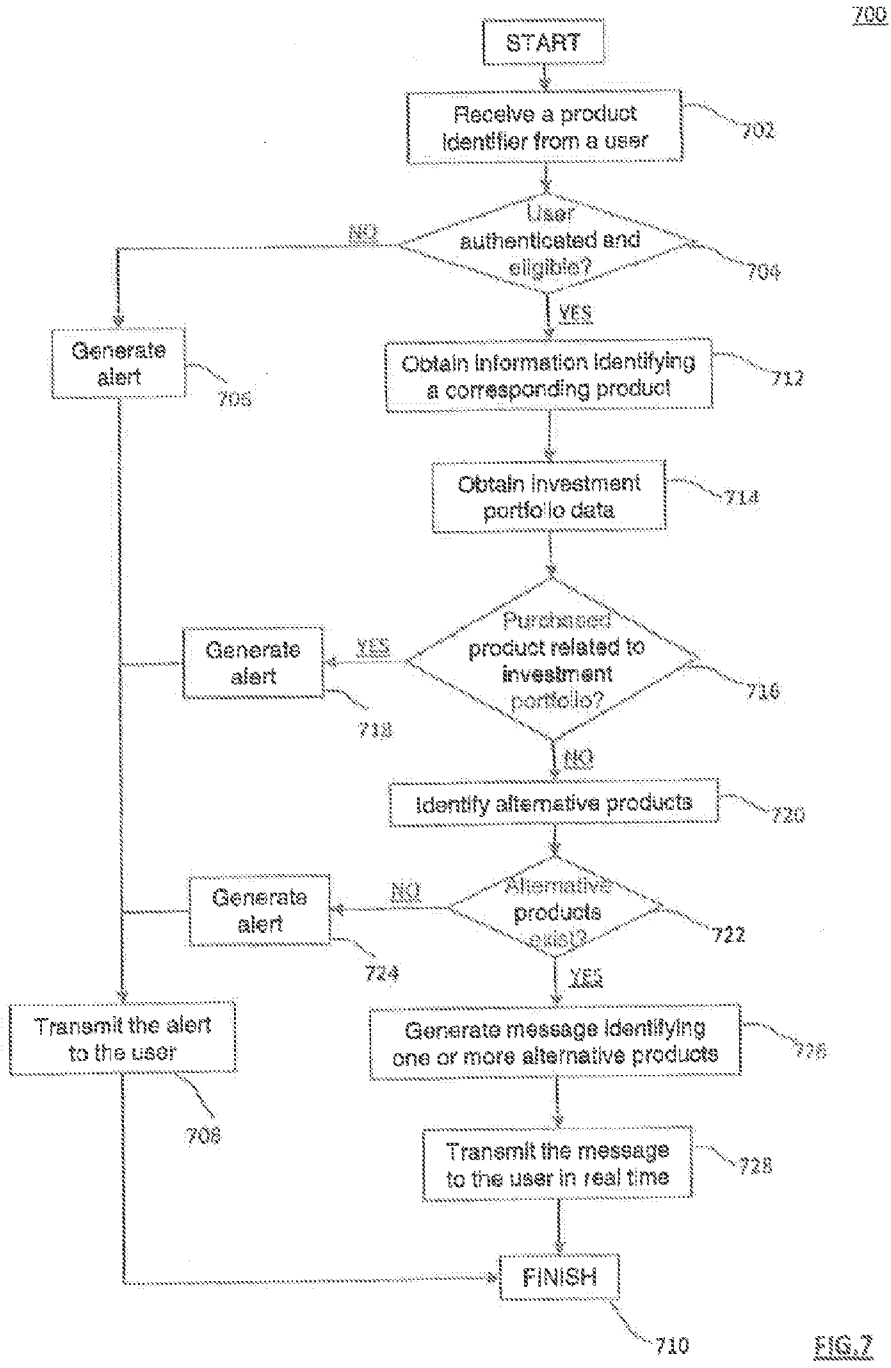 700
START
Receive a product
identifier from a user
702
User
authenticated and
eligible?
704
NO
YES
Generate
alert
706
Obtain information identifying
a corresponding product
712
Obtain investment
portfolio data
714
Purchased
product related to
investment
portfolio?
716
YES
Generate
alert
718
NO
Identify alternative products
720
Alternative
products
exist?
722
NO
Generate
alert
724
YES
Transmit the alert
to the user
708
Generate message identifying
one or more alternative products
726
Transmit the message
to the user in real time
728
FINISH
710
FIG.7